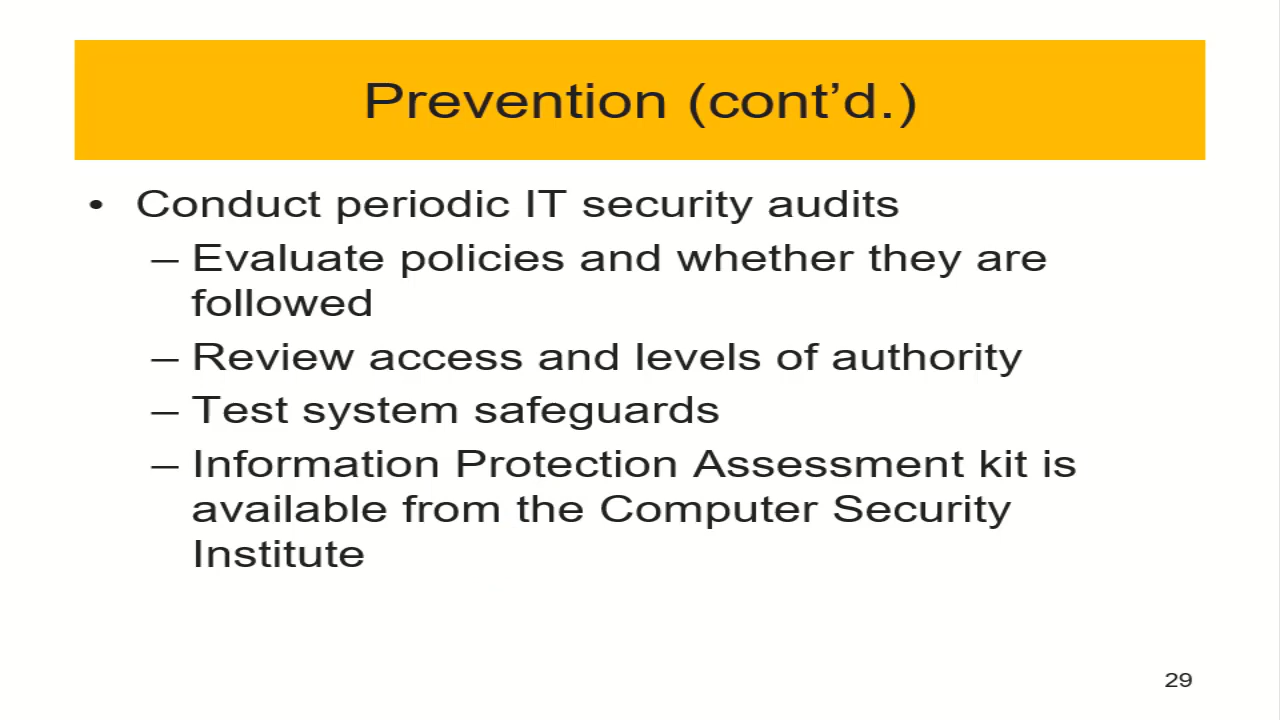 Prevention (cont’d.)
• Conduct periodic IT security audits
– Evaluate policies and whether they are
followed
– Review access and levels of authority
– Test system safeguards
– Information Protection Assessment kit is
available from the Computer Security
Institute
29